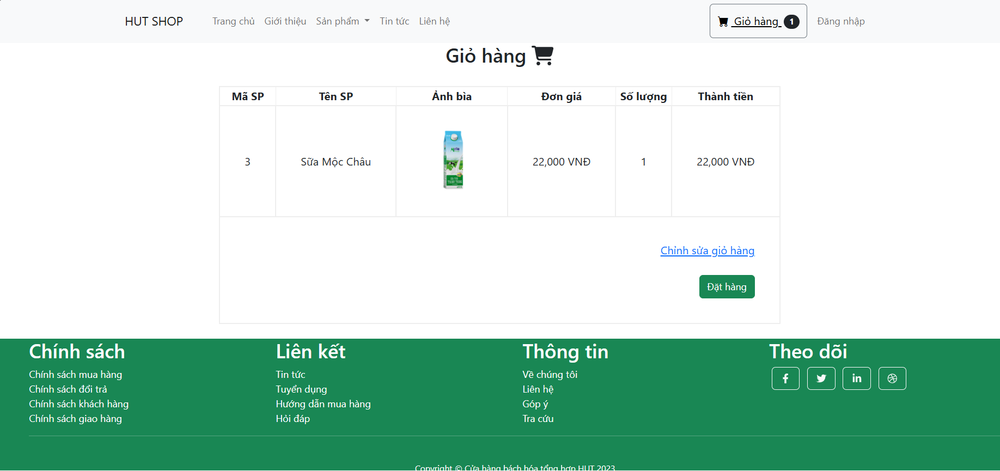 HUT SHOP Trang chủ Giới thiệu Sản phẩm Tin tức Liên hệ Giỏ hàng 1 Đăng nhập
Giỏ hàng
Mã SP Tên SP Ảnh bìa Đơn giá Số lượng Thành tiền
3 Sữa Mộc Châu 22,000 VNĐ 1 22,000 VNĐ
Chỉnh sửa giỏ hàng
Đặt hàng
Chính sách Liên kết Thông tin Theo dõi
Chính sách mua hàng Tin tức Về chúng tôi
Chính sách đổi trả Tuyển dụng Liên hệ
Chính sách khách hàng Hướng dẫn mua hàng Góp ý
Chính sách giao hàng Hỏi đáp Tra cứu
Copyright © Cửa hàng bách hóa tổng hợp HUT 2023